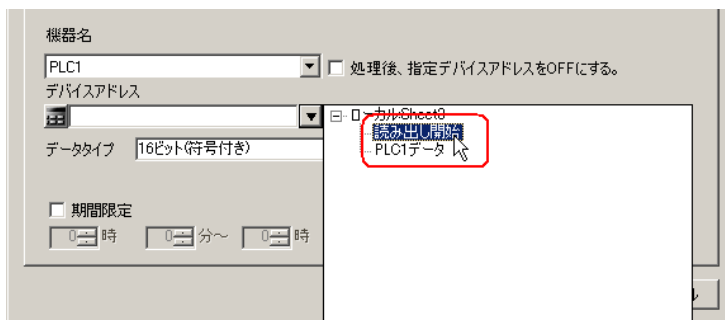 機器名
PLC1
処理後、指定デバイスアドレスをOFFにする。
デバイスアドレス
ローカルSheet3
読み出し開始
PLC1データ
データタイプ 16ビット(符号付き)
期間限定
0時 0分～ 0時
ル